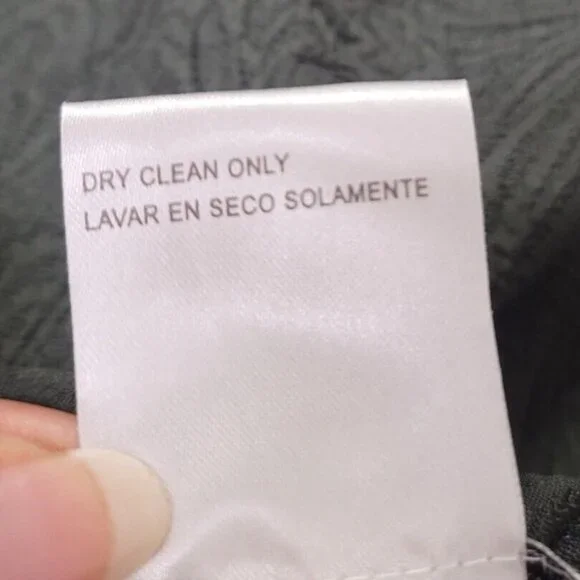 DRY CLEAN ONLY
LAVAR EN SECO SOLAMENTE